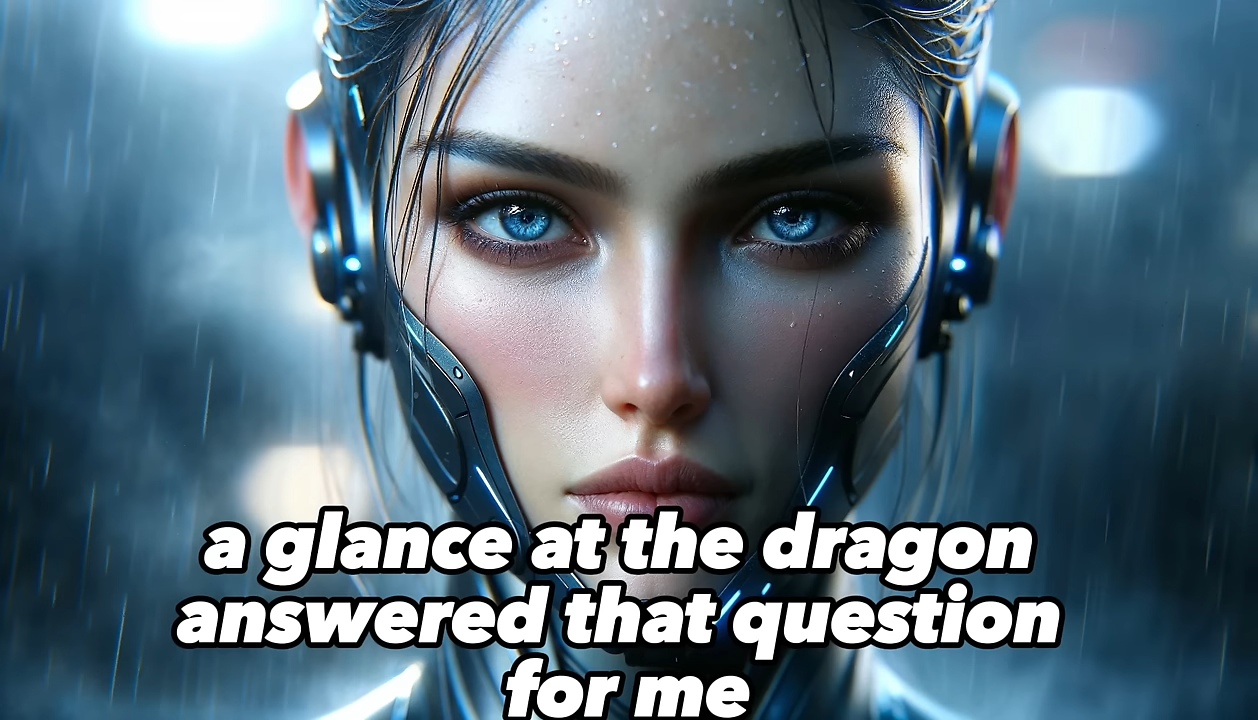 a glance at the dragon
answered that question
for me